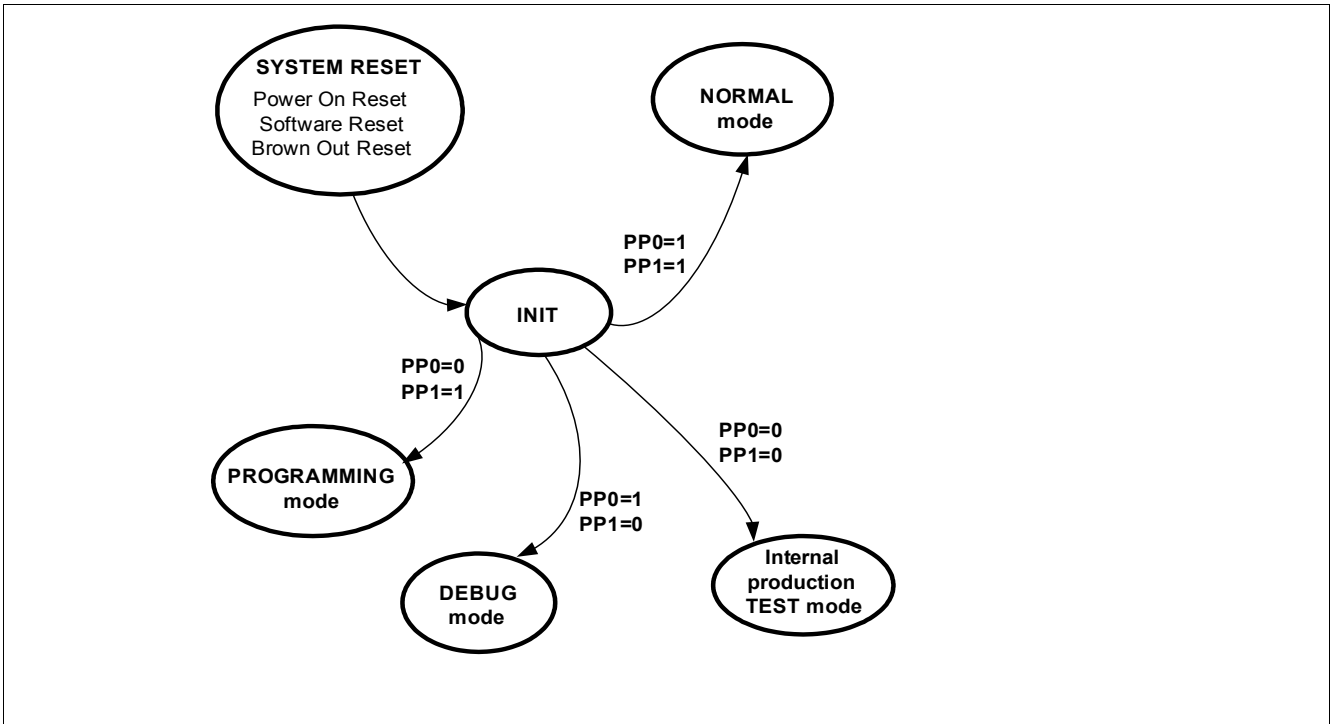 SYSTEM RESET
Power On Reset
Software Reset
Brown Out Reset
NORMAL
mode
PP0=1
PP1=1
INIT
PP0=0
PP1=1
PROGRAMMING
mode
PP0=1
PP1=0
DEBUG
mode
PP0=0
PP1=0
Internal
production
TEST mode